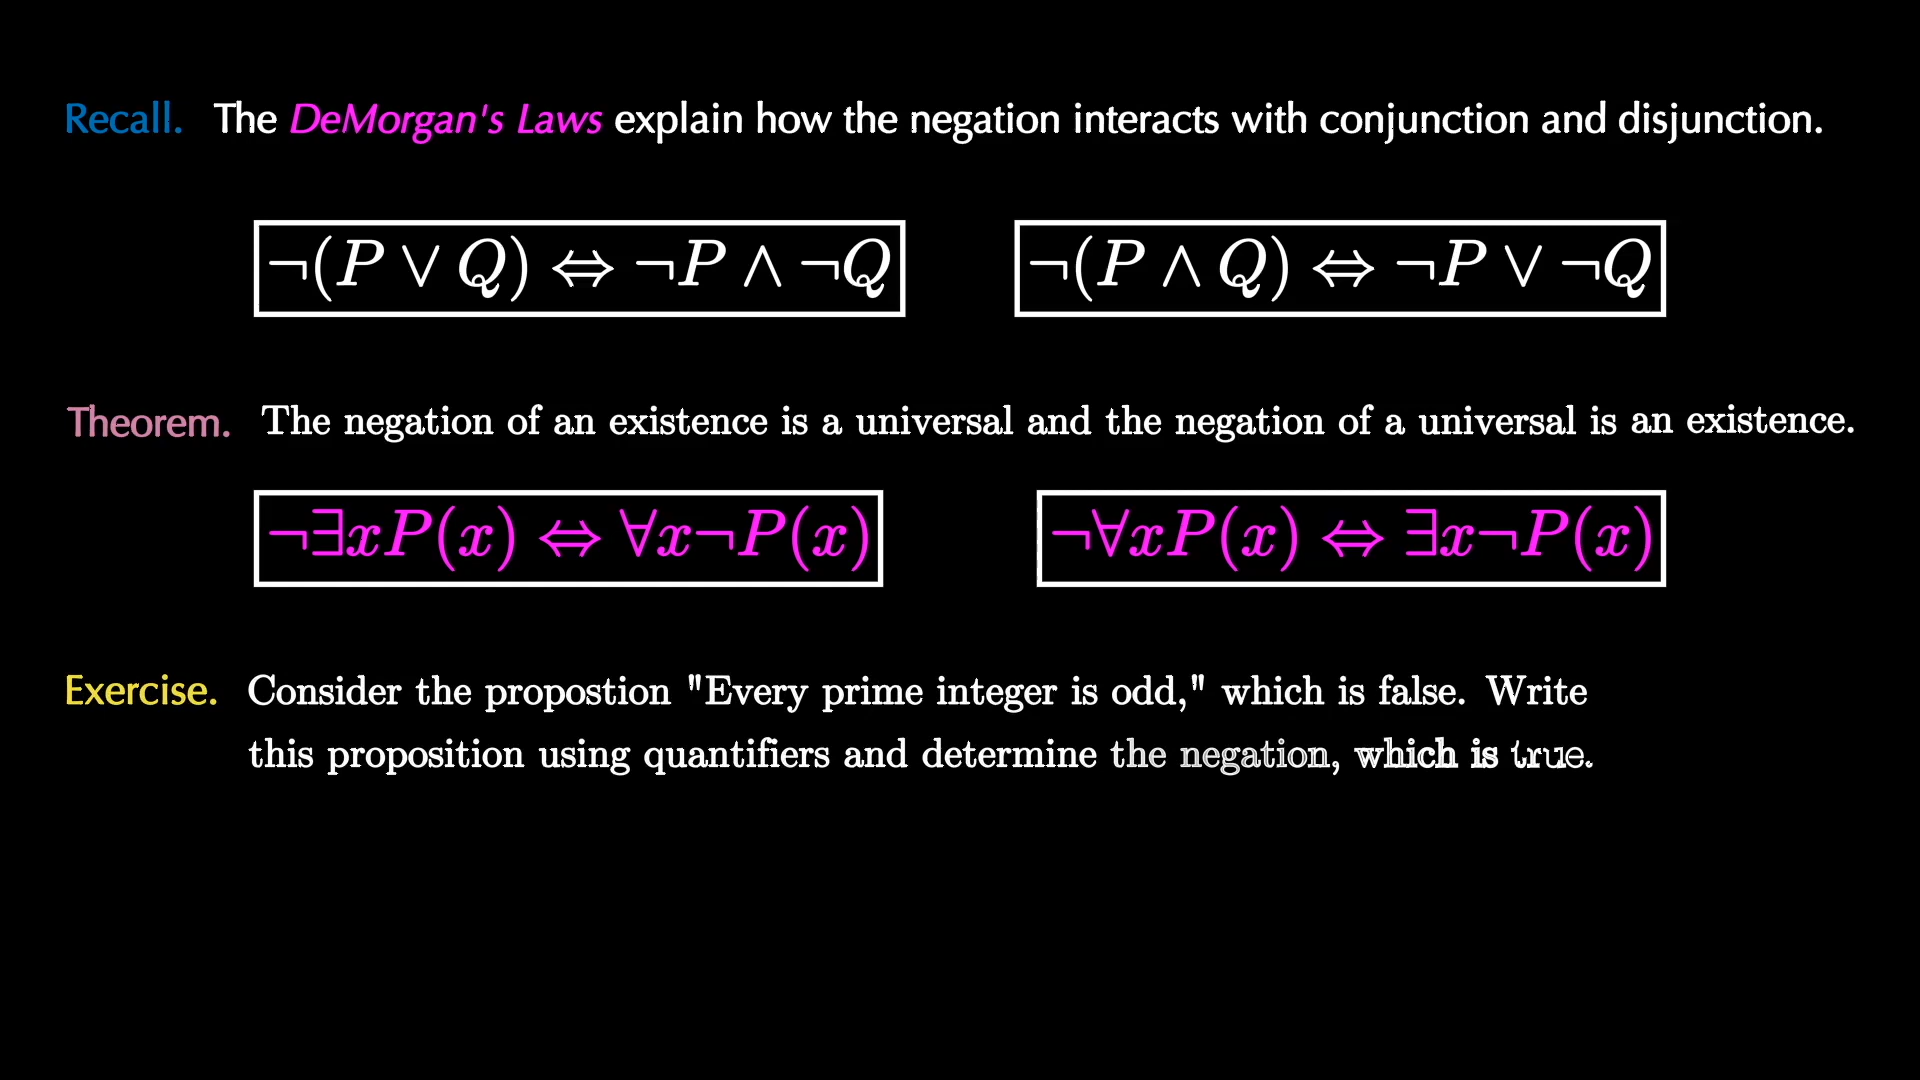 Recall. The DeMorgan's Laws explain how the negation interacts with conjunction and disjunction.
¬(P ∨ Q) ⇔ ¬P ∧ ¬Q
¬(P ∧ Q) ⇔ ¬P ∨ ¬Q
Theorem. The negation of an existence is a universal and the negation of a universal is an existence.
¬∃xP(x) ⇔ ∀x¬P(x)
¬∀xP(x) ⇔ ∃x¬P(x)
Exercise. Consider the propostion "Every prime integer is odd," which is false. Write
this proposition using quantifiers and determine the negation, which is true.